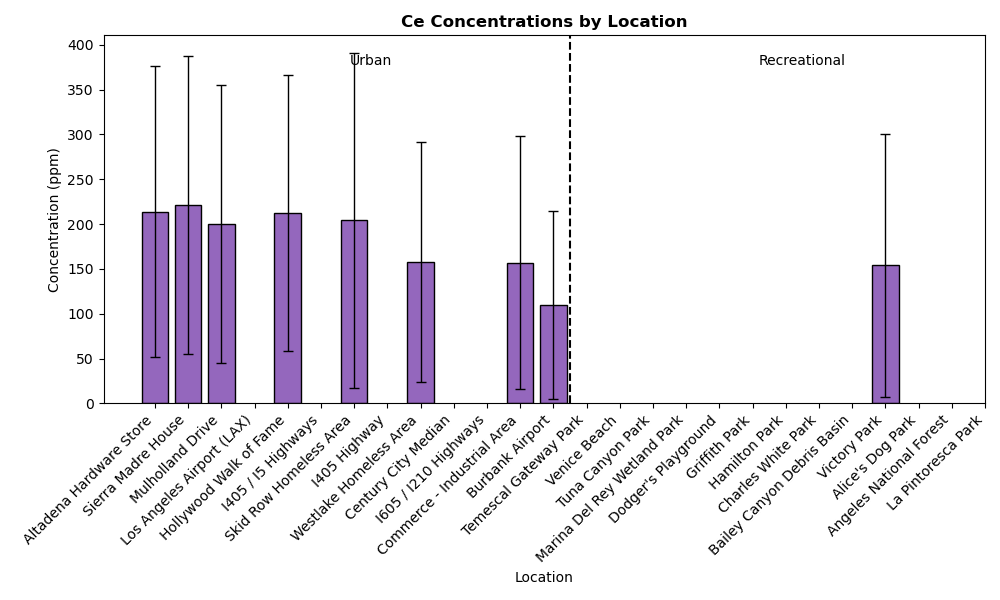 Ce Concentrations by Location
Urban
Recreational
Concentration (ppm)
400
350
300
250
200
150
100
50
0
Altadena Hardware Store
Sierra Madre House
Mulholland Drive
Los Angeles Airport (LAX)
Hollywood Walk of Fame
I405 / I5 Highways
Skid Row Homeless Area
I405 Highway
Westlake Homeless Area
Century City Median
I605 / I210 Highways
Commerce - Industrial Area
Burbank Airport
Temescal Gateway Park
Venice Beach
Tuna Canyon Park
Marina Del Rey Wetland Park
Dodger's Playground
Griffith Park
Hamilton Park
Charles White Park
Bailey Canyon Debris Basin
Victory Park
Alice's Dog Park
Angeles National Forest
La Pintoresca Park
Location